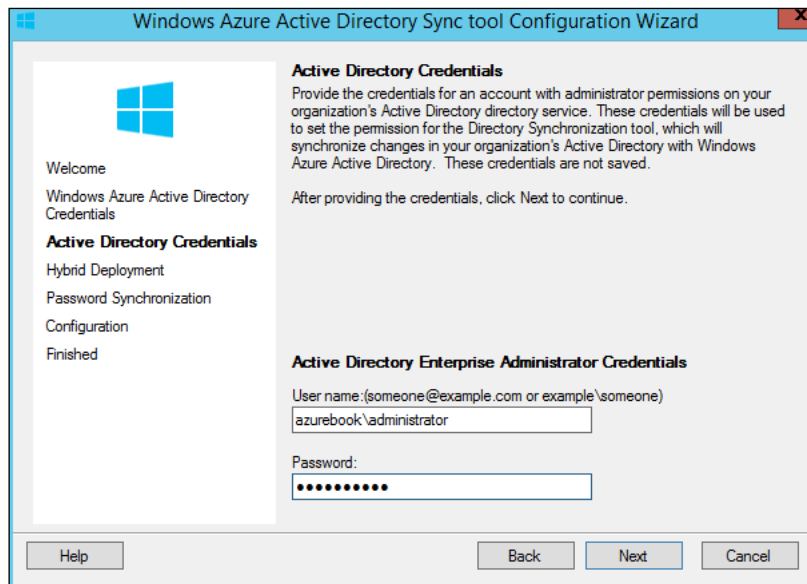 Windows Azure Active Directory Sync tool Configuration Wizard
X
Welcome
Windows Azure Active Directory
Credentials
Active Directory Credentials
Hybrid Deployment
Password Synchronization
Configuration
Finished
Active Directory Credentials
Provide the credentials for an account with administrator permissions on your
organization's Active Directory directory service. These credentials will be used
to set the permission for the Directory Synchronization tool, which will
synchronize changes in your organization's Active Directory with Windows
Azure Active Directory. These credentials are not saved.
After providing the credentials, click Next to continue.
Active Directory Enterprise Administrator Credentials
User name:(someone@example.com or example\someone)
azurebook\administrator
Password:
●●●●●●●●●●
Help
Back
Next
Cancel